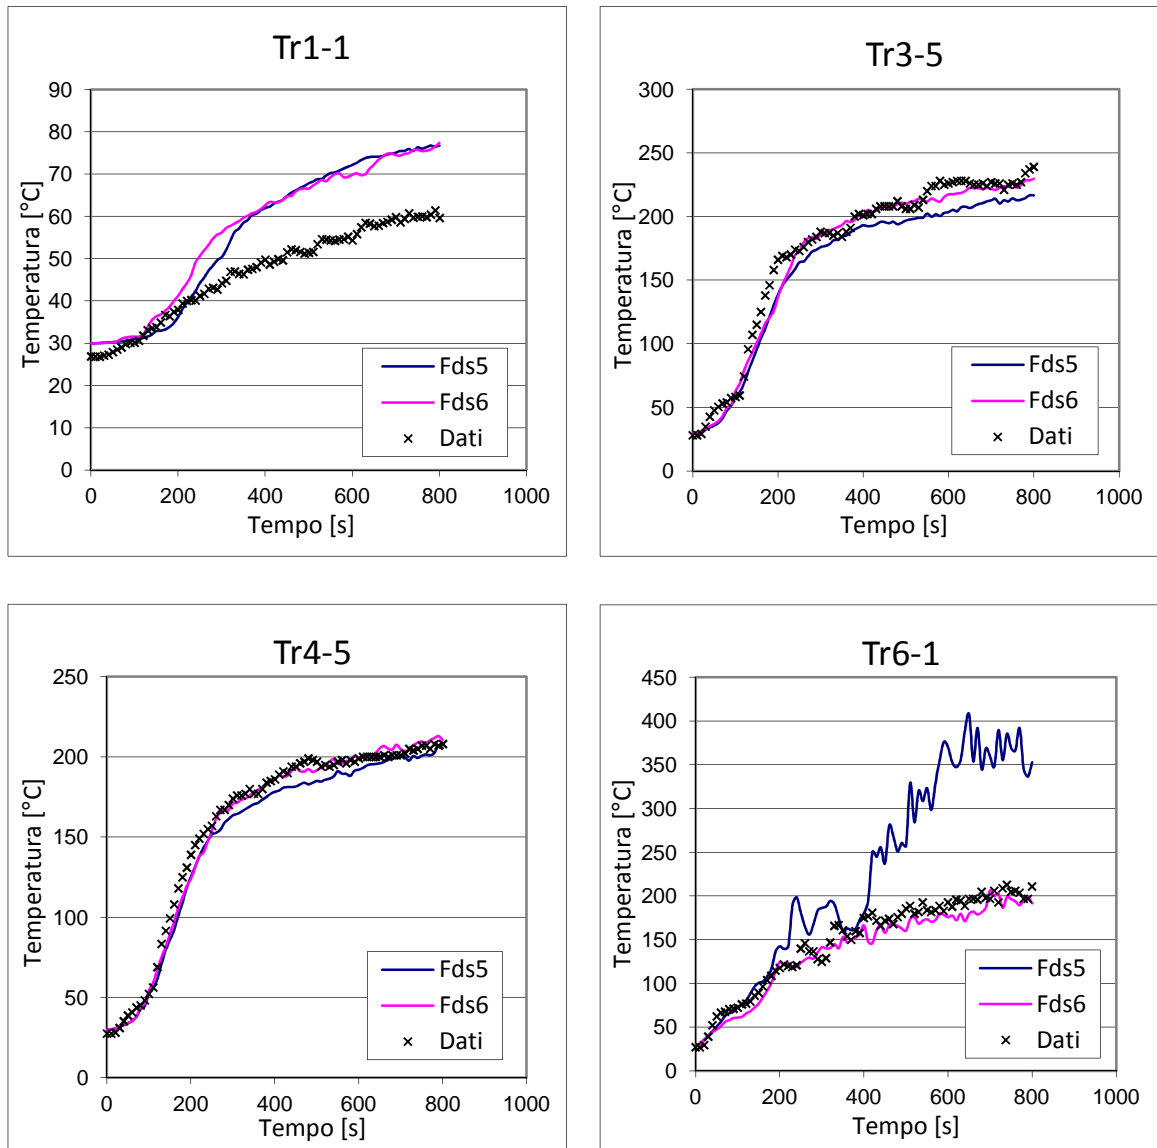 Tr1-1
90
80
70
60
50
40
30
20
10
0
0 200 400 600 800 1000
Temperatura [°C]
Tempo [s]
Fds5
Fds6
Dati
Tr3-5
300
250
200
150
100
50
0
0 200 400 600 800 1000
Temperatura [°C]
Tempo [s]
Fds5
Fds6
Dati
Tr4-5
250
200
150
100
50
0
0 200 400 600 800 1000
Temperatura [°C]
Tempo [s]
Fds5
Fds6
Dati
Tr6-1
450
400
350
300
250
200
150
100
50
0
0 200 400 600 800 1000
Temperatura [°C]
Tempo [s]
Fds5
Fds6
Dati